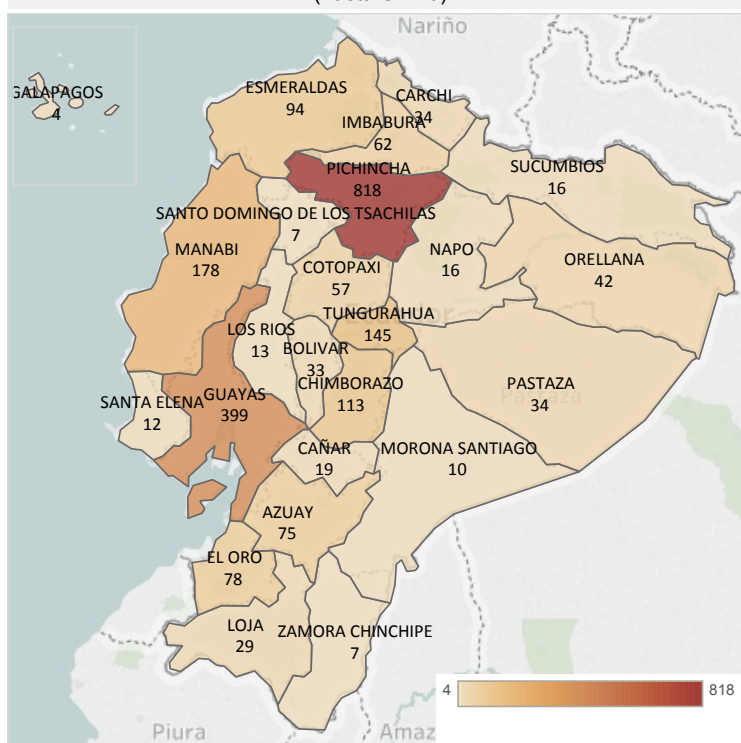 Nariño
GALAPAGOS
4
ESMERALDAS
94
CARCHI
24
IMBABURA
62
PICHINCHA
818
SUCUMBIOS
16
SANTO DOMINGO DE LOS TSACHILAS
7
MANABI
178
NAPO
16
ORELLANA
42
COTOPAXI
57
TUNGURAHUA
145
LOS RIOS
13
BOLIVAR
33
CHIMBORAZO
113
PASTAZA
34
Pastaza
SANTA ELENA
12
GUAYAS
399
CAÑAR
19
MORONA SANTIAGO
10
AZUAY
75
EL ORO
78
LOJA
29
ZAMORA CHINCHIPE
7
4
818
Piura
Amaz